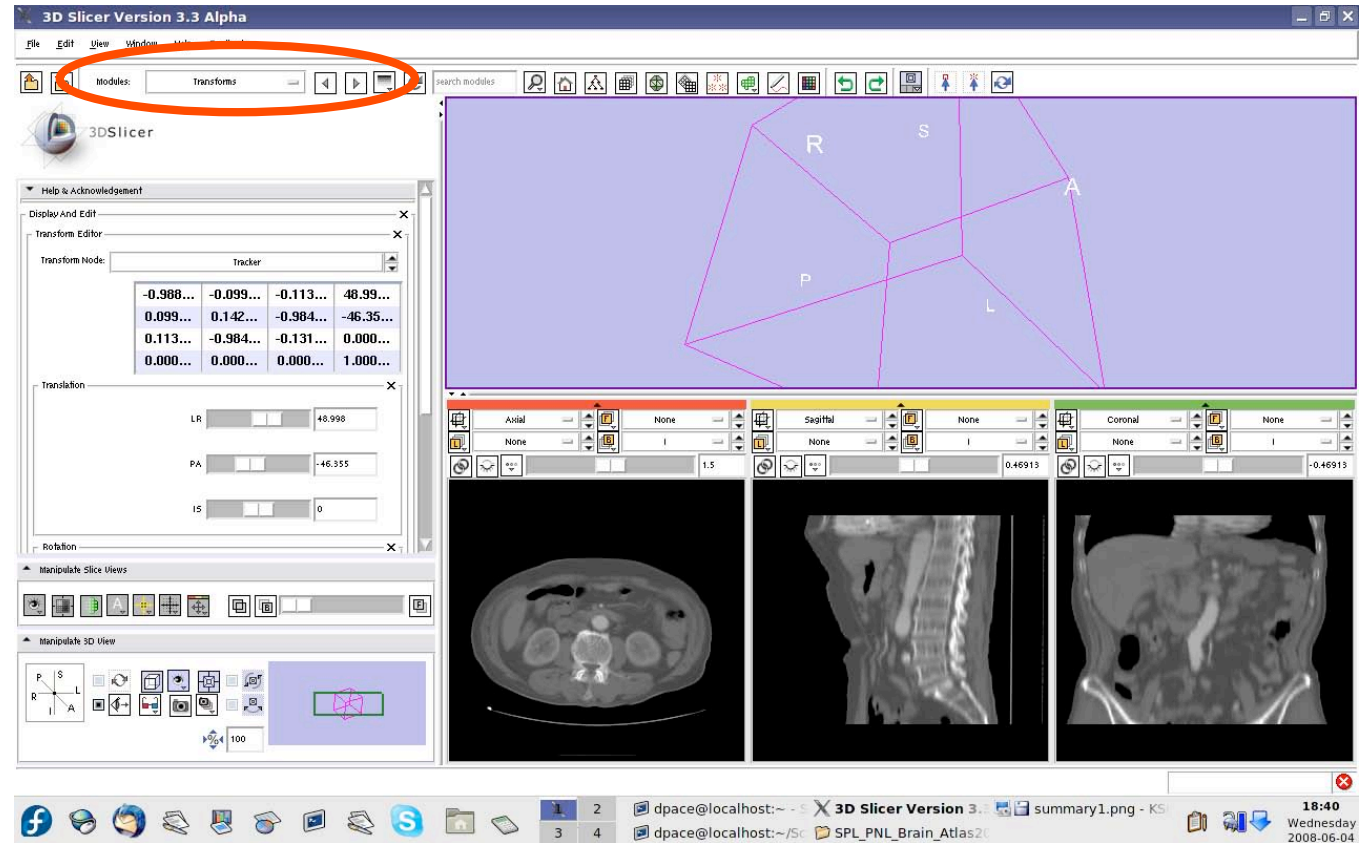 3D Slicer Version 3.3 Alpha
File Edit View Window
Modules: Transforms search modules
3DSlicer
Help & Acknowledgement
Display And Edit
Transform Editor
Transform Node: Tracker
-0.988... -0.099... -0.113... 48.99...
0.099... 0.142... -0.984... -46.35...
0.113... -0.984... -0.131... 0.000...
0.000... 0.000... 0.000... 1.000...
Translation
LR 48.998
PA -46.355
IS 0
Rotation
Manipulate Slice Views
Manipulate 3D View
P S
R L
I A
100
R S
A
P
L
Axial None
None I
1.5
Sagittal None
None I
0.46913
Coronal None
None I
-0.46913
1 2
3 4
dpace@localhost:~ - S
3D Slicer Version 3.
summary1.png - KS
dpace@localhost:~/Sc
SPL_PNL_Brain_Atlas20
18:40
Wednesday
2008-06-04